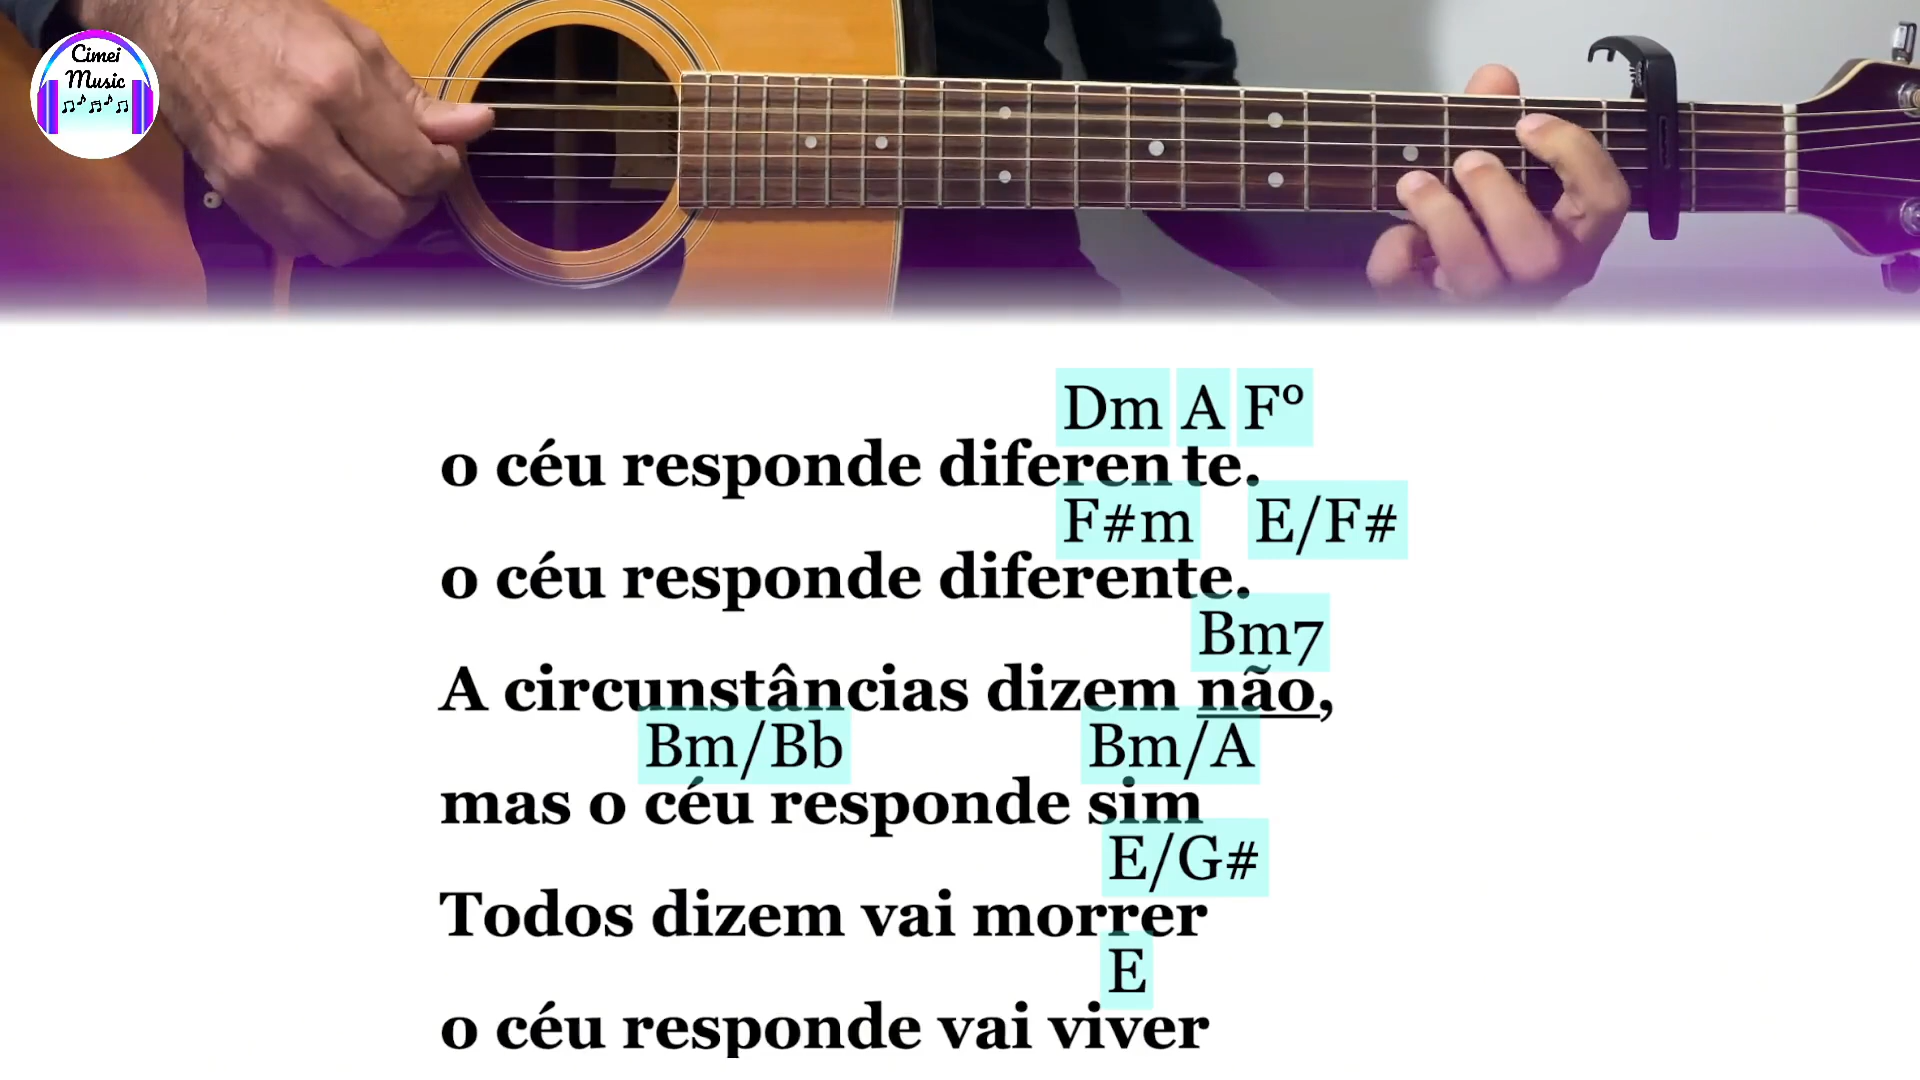 Cimei
Music
Dm A Fº
o céu responde diferen te.
F#m E/F#
o céu responde diferente.
Bm7
A circunstâncias dizem não,
Bm/Bb Bm/A
mas o céu responde sim
E/G#
Todos dizem vai morrer
E
o céu responde vai viver